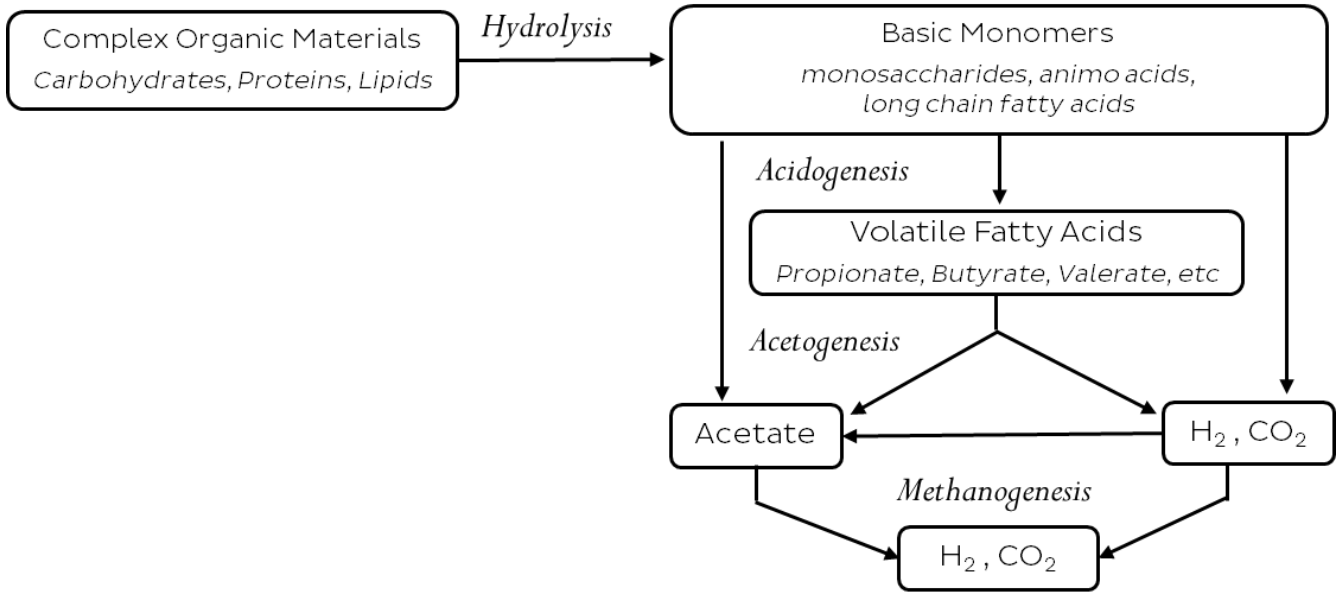 Complex Organic Materials
Carbohydrates, Proteins, Lipids
Hydrolysis
Basic Monomers
monosaccharides, animo acids,
long chain fatty acids
Acidogenesis
Volatile Fatty Acids
Propionate, Butyrate, Valerate, etc
Acetogenesis
Acetate
H₂ , CO₂
Methanogenesis
H₂ , CO₂